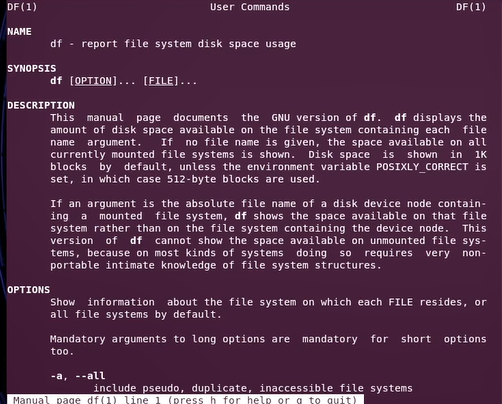 DF(1) User Commands DF(1)
NAME
df - report file system disk space usage
SYNOPSIS
df [OPTION]... [FILE]...
DESCRIPTION
This manual page documents the GNU version of df. df displays the
amount of disk space available on the file system containing each file
name argument. If no file name is given, the space available on all
currently mounted file systems is shown. Disk space is shown in 1K
blocks by default, unless the environment variable POSIXLY_CORRECT is
set, in which case 512-byte blocks are used.
If an argument is the absolute file name of a disk device node contain-
ing a mounted file system, df shows the space available on that file
system rather than on the file system containing the device node. This
version of df cannot show the space available on unmounted file sys-
tems, because on most kinds of systems doing so requires very non-
portable intimate knowledge of file system structures.
OPTIONS
Show information about the file system on which each FILE resides, or
all file systems by default.
Mandatory arguments to long options are mandatory for short options
too.
-a, --all
include pseudo, duplicate, inaccessible file systems
Manual page df(1) line 1 (press h for help or q to quit)